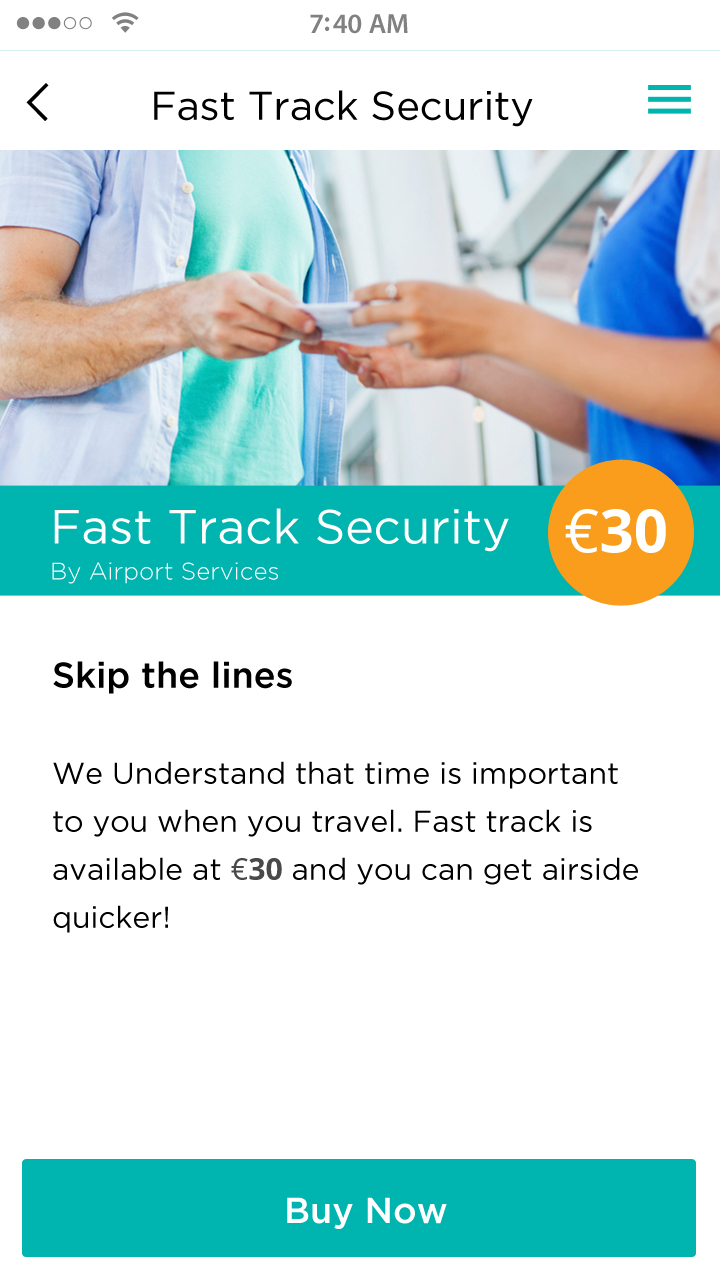 7:40 AM
Fast Track Security
Fast Track Security
By Airport Services
€30
Skip the lines
We Understand that time is important
to you when you travel. Fast track is
available at €30 and you can get airside
quicker!
Buy Now